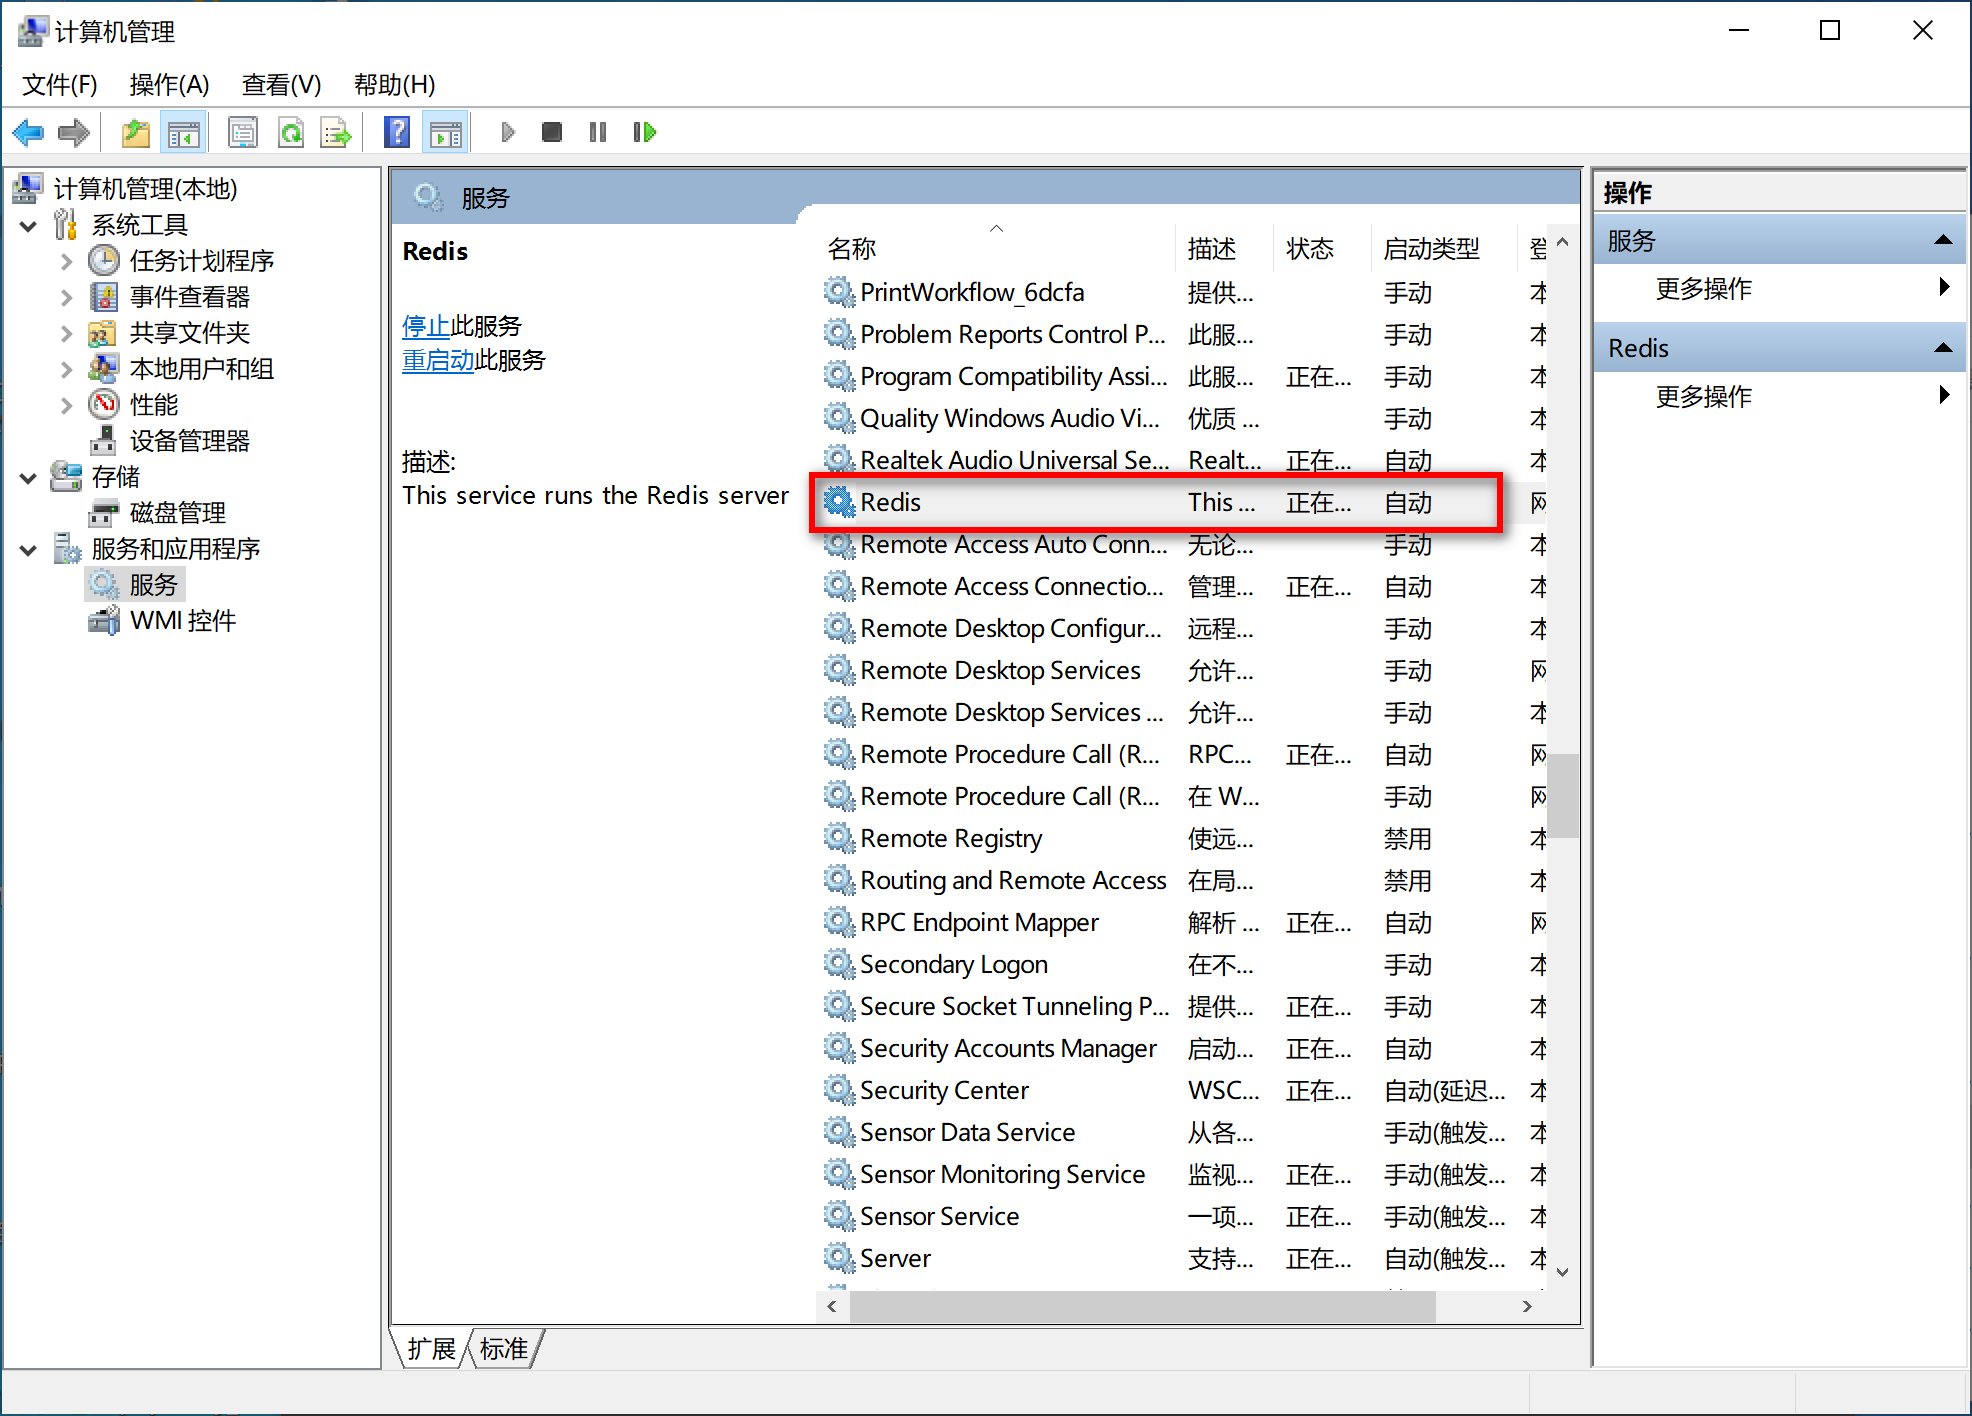 计算机管理
文件(F) 操作(A) 查看(V) 帮助(H)
计算机管理(本地)
系统工具
任务计划程序
事件查看器
共享文件夹
本地用户和组
性能
设备管理器
存储
磁盘管理
服务和应用程序
服务
WMI 控件
服务
Redis
停止此服务
重启动此服务
描述:
This service runs the Redis server
名称 描述 状态 启动类型 登
PrintWorkflow_6dcfa 提供... 手动 本
Problem Reports Control P... 此服... 手动 本
Program Compatibility Assi... 此服... 正在... 手动 本
Quality Windows Audio Vi... 优质 ... 手动 本
Realtek Audio Universal Se... Realt... 正在... 自动 本
Redis This ... 正在... 自动 网
Remote Access Auto Conn... 无论... 手动 本
Remote Access Connectio... 管理... 正在... 自动 本
Remote Desktop Configur... 远程... 手动 本
Remote Desktop Services 允许... 手动 网
Remote Desktop Services ... 允许... 手动 本
Remote Procedure Call (R... RPC... 正在... 自动 网
Remote Procedure Call (R... 在 W... 手动 网
Remote Registry 使远... 禁用 本
Routing and Remote Access 在局... 禁用 本
RPC Endpoint Mapper 解析 ... 正在... 自动 网
Secondary Logon 在不... 手动 本
Secure Socket Tunneling P... 提供... 正在... 手动 本
Security Accounts Manager 启动... 正在... 自动 本
Security Center WSC... 正在... 自动(延迟... 本
Sensor Data Service 从各... 手动(触发... 本
Sensor Monitoring Service 监视... 正在... 手动(触发... 本
Sensor Service 一项... 正在... 手动(触发... 本
Server 支持... 正在... 自动(触发... 本
扩展 标准
操作
服务
更多操作
Redis
更多操作